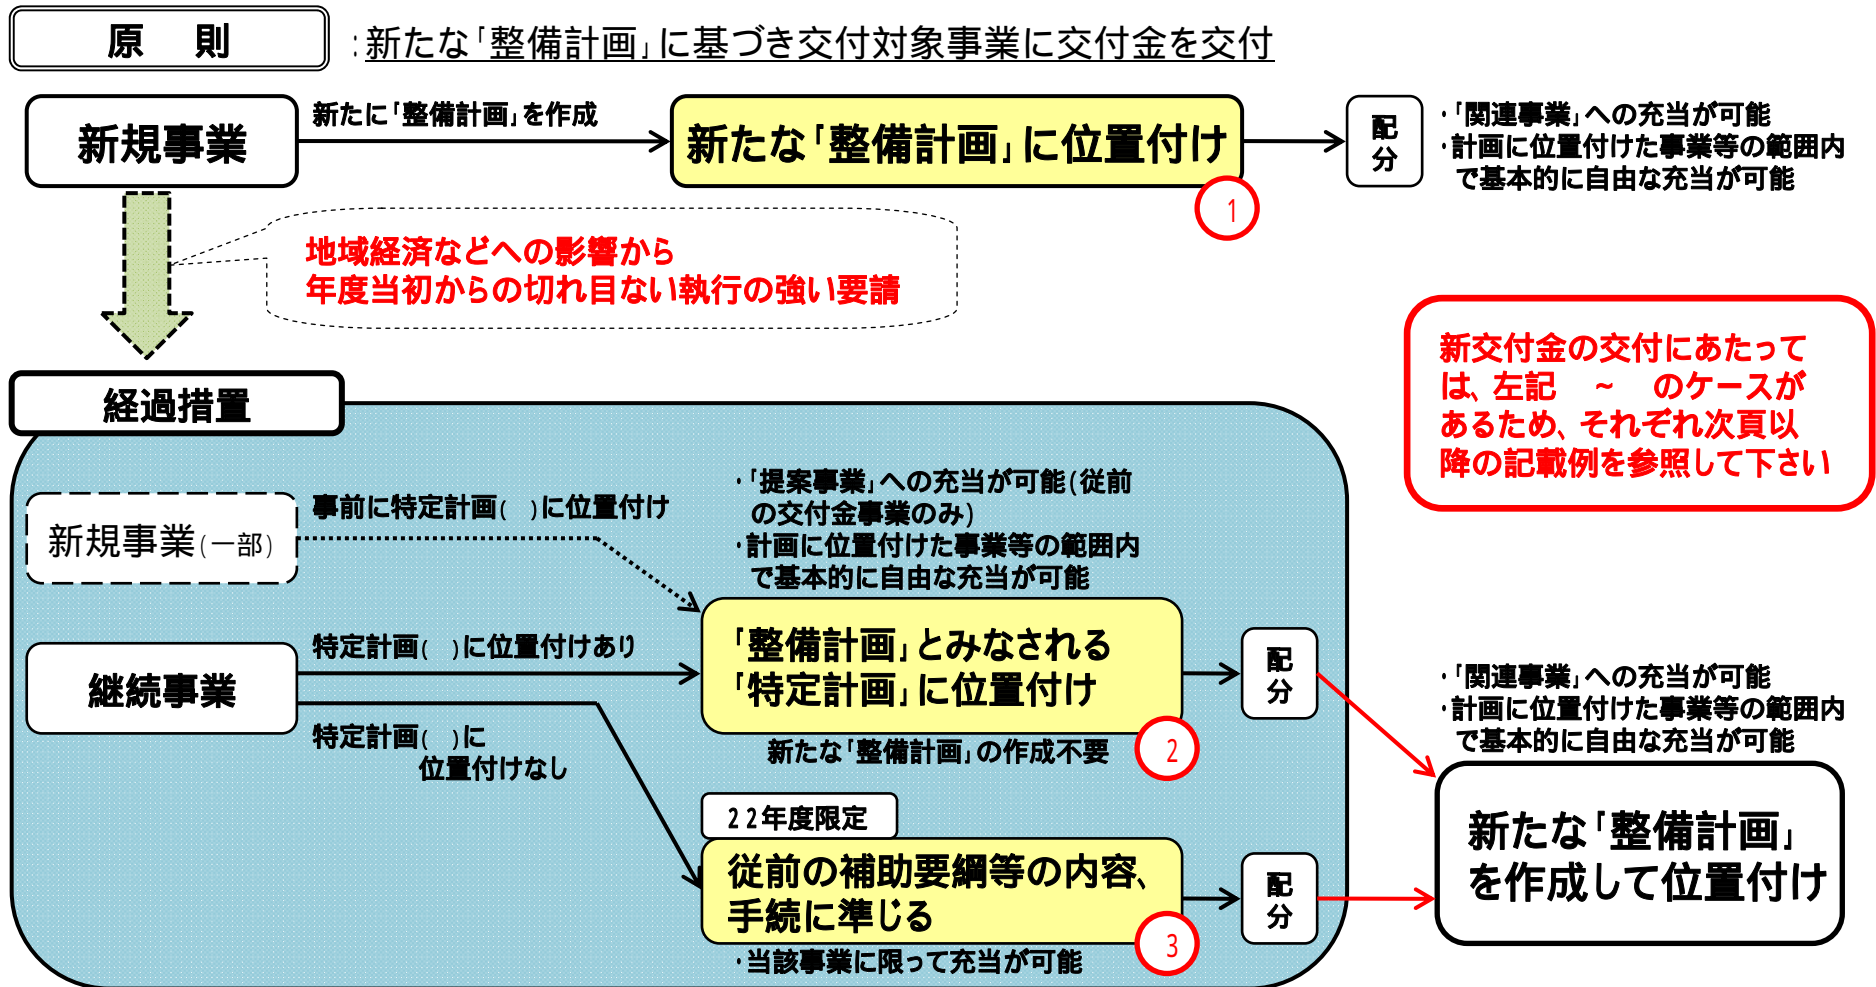 原　則
：新たな「整備計画」に基づき交付対象事業に交付金を交付
新規事業
新たに「整備計画」を作成
新たな「整備計画」に位置付け
1
配
分
・「関連事業」への充当が可能
・計画に位置付けた事業等の範囲内
で基本的に自由な充当が可能
地域経済などへの影響から
年度当初からの切れ目ない執行の強い要請
新交付金の交付にあたって
は、左記　～　のケースが
あるため、それぞれ次頁以
降の記載例を参照して下さい
経過措置
新規事業(一部)
事前に特定計画(　)に位置付け
・「提案事業」への充当が可能(従前
の交付金事業のみ)
・計画に位置付けた事業等の範囲内
で基本的に自由な充当が可能
継続事業
特定計画(　)に位置付けあり
「整備計画」とみなされる
「特定計画」に位置付け
2
新たな「整備計画」の作成不要
配
分
特定計画(　)に
位置付けなし
22年度限定
従前の補助要綱等の内容、
手続に準じる
3
・当該事業に限って充当が可能
配
分
・「関連事業」への充当が可能
・計画に位置付けた事業等の範囲内
で基本的に自由な充当が可能
新たな「整備計画」
を作成して位置付け